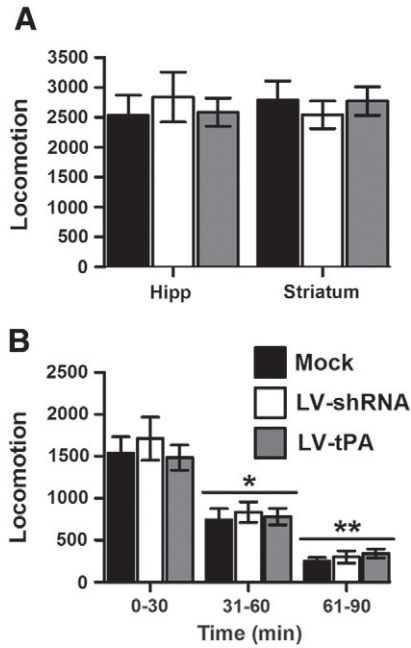 A
Locomotion
3500
3000
2500
2000
1500
1000
500
0
Hipp Striatum
B
Locomotion
2500
2000
1500
1000
500
0
Mock
LV-shRNA
LV-tPA
*
**
0-30 31-60 61-90
Time (min)